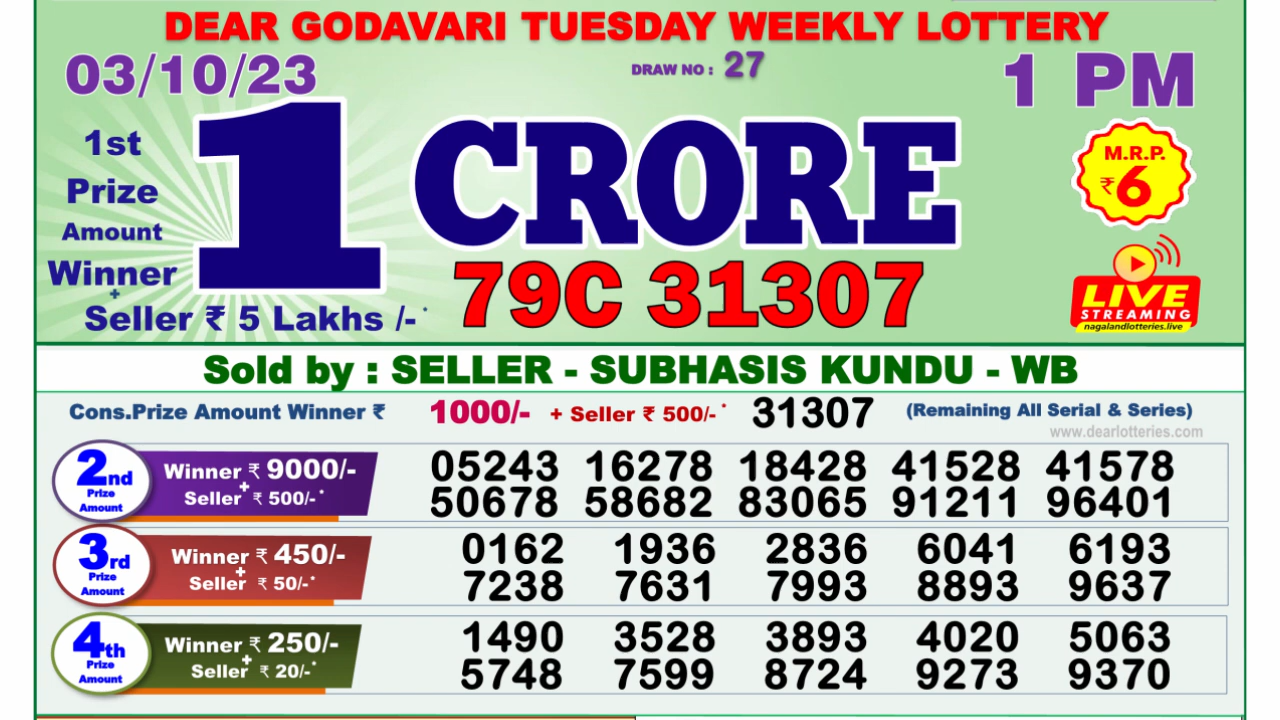 DEAR GODAVARI TUESDAY WEEKLY LOTTERY
03/10/23
DRAW NO : 27
1 PM
1st
Prize
Amount
Winner
+
Seller ₹ 5 Lakhs /-*
1 CRORE
79C 31307
M.R.P.
₹6
LIVE
STREAMING
nagalandlotteries.live
Sold by : SELLER - SUBHASIS KUNDU - WB
Cons.Prize Amount Winner ₹ 1000/- + Seller ₹ 500/-* 31307 (Remaining All Serial & Series)
www.dearlotteries.com
2nd
Prize
Amount
Winner ₹ 9000/-
+
Seller ₹ 500/-*
05243 16278 18428 41528 41578
50678 58682 83065 91211 96401
3rd
Prize
Amount
Winner ₹ 450/-
+
Seller ₹ 50/-*
0162 1936 2836 6041 6193
7238 7631 7993 8893 9637
4th
Prize
Amount
Winner ₹ 250/-
+
Seller ₹ 20/-*
1490 3528 3893 4020 5063
5748 7599 8724 9273 9370